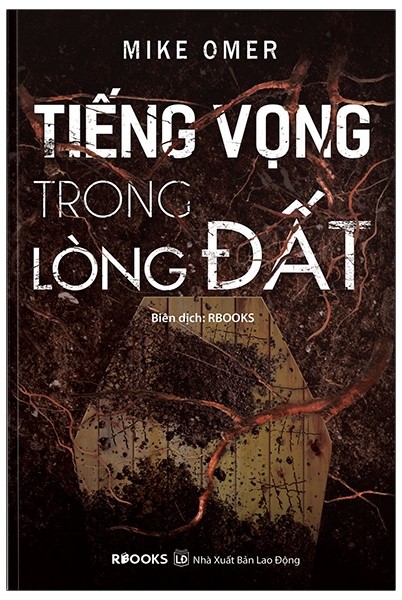 MIKE OMER
TIẾNG VỌNG
TRONG
LÒNG ĐẤT
Biên dịch: RBOOKS
RBOOKS LĐ Nhà Xuất Bản Lao Động